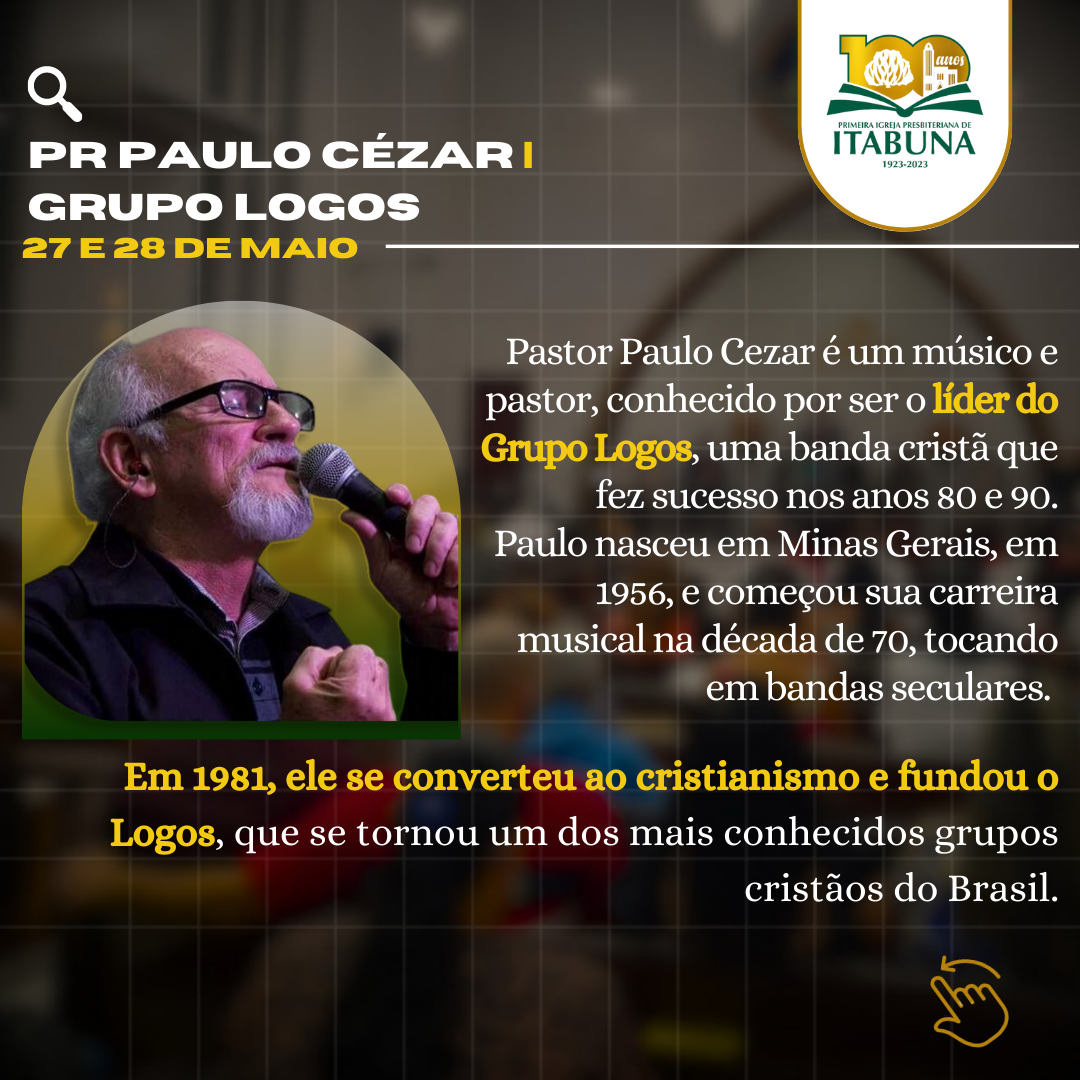 100 anos
PRIMEIRA IGREJA PRESBITERIANA DE
ITABUNA
1923-2023
PR PAULO CÉZAR |
GRUPO LOGOS
27 E 28 DE MAIO
Pastor Paulo Cezar é um músico e
pastor, conhecido por ser o líder do
Grupo Logos, uma banda cristã que
fez sucesso nos anos 80 e 90.
Paulo nasceu em Minas Gerais, em
1956, e começou sua carreira
musical na década de 70, tocando
em bandas seculares.
Em 1981, ele se converteu ao cristianismo e fundou o
Logos, que se tornou um dos mais conhecidos grupos
cristãos do Brasil.